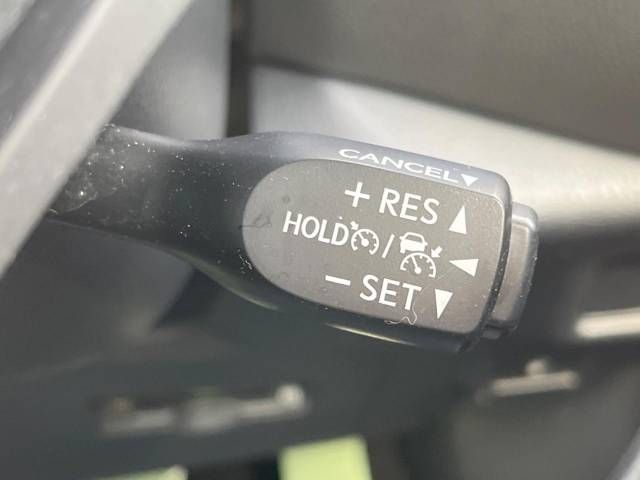 CANCEL▼
+ RES ▲
HOLD / ◀
− SET ▼